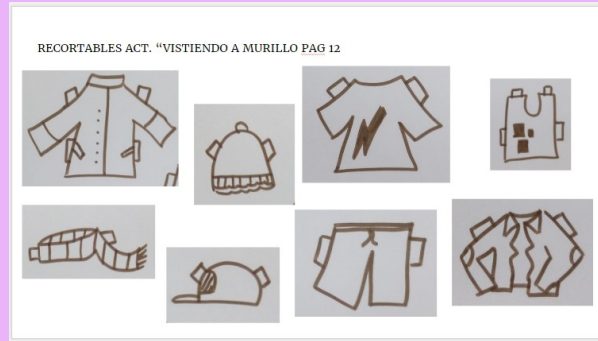 RECORTABLES ACT. “VISTIENDO A MURILLO PAG 12